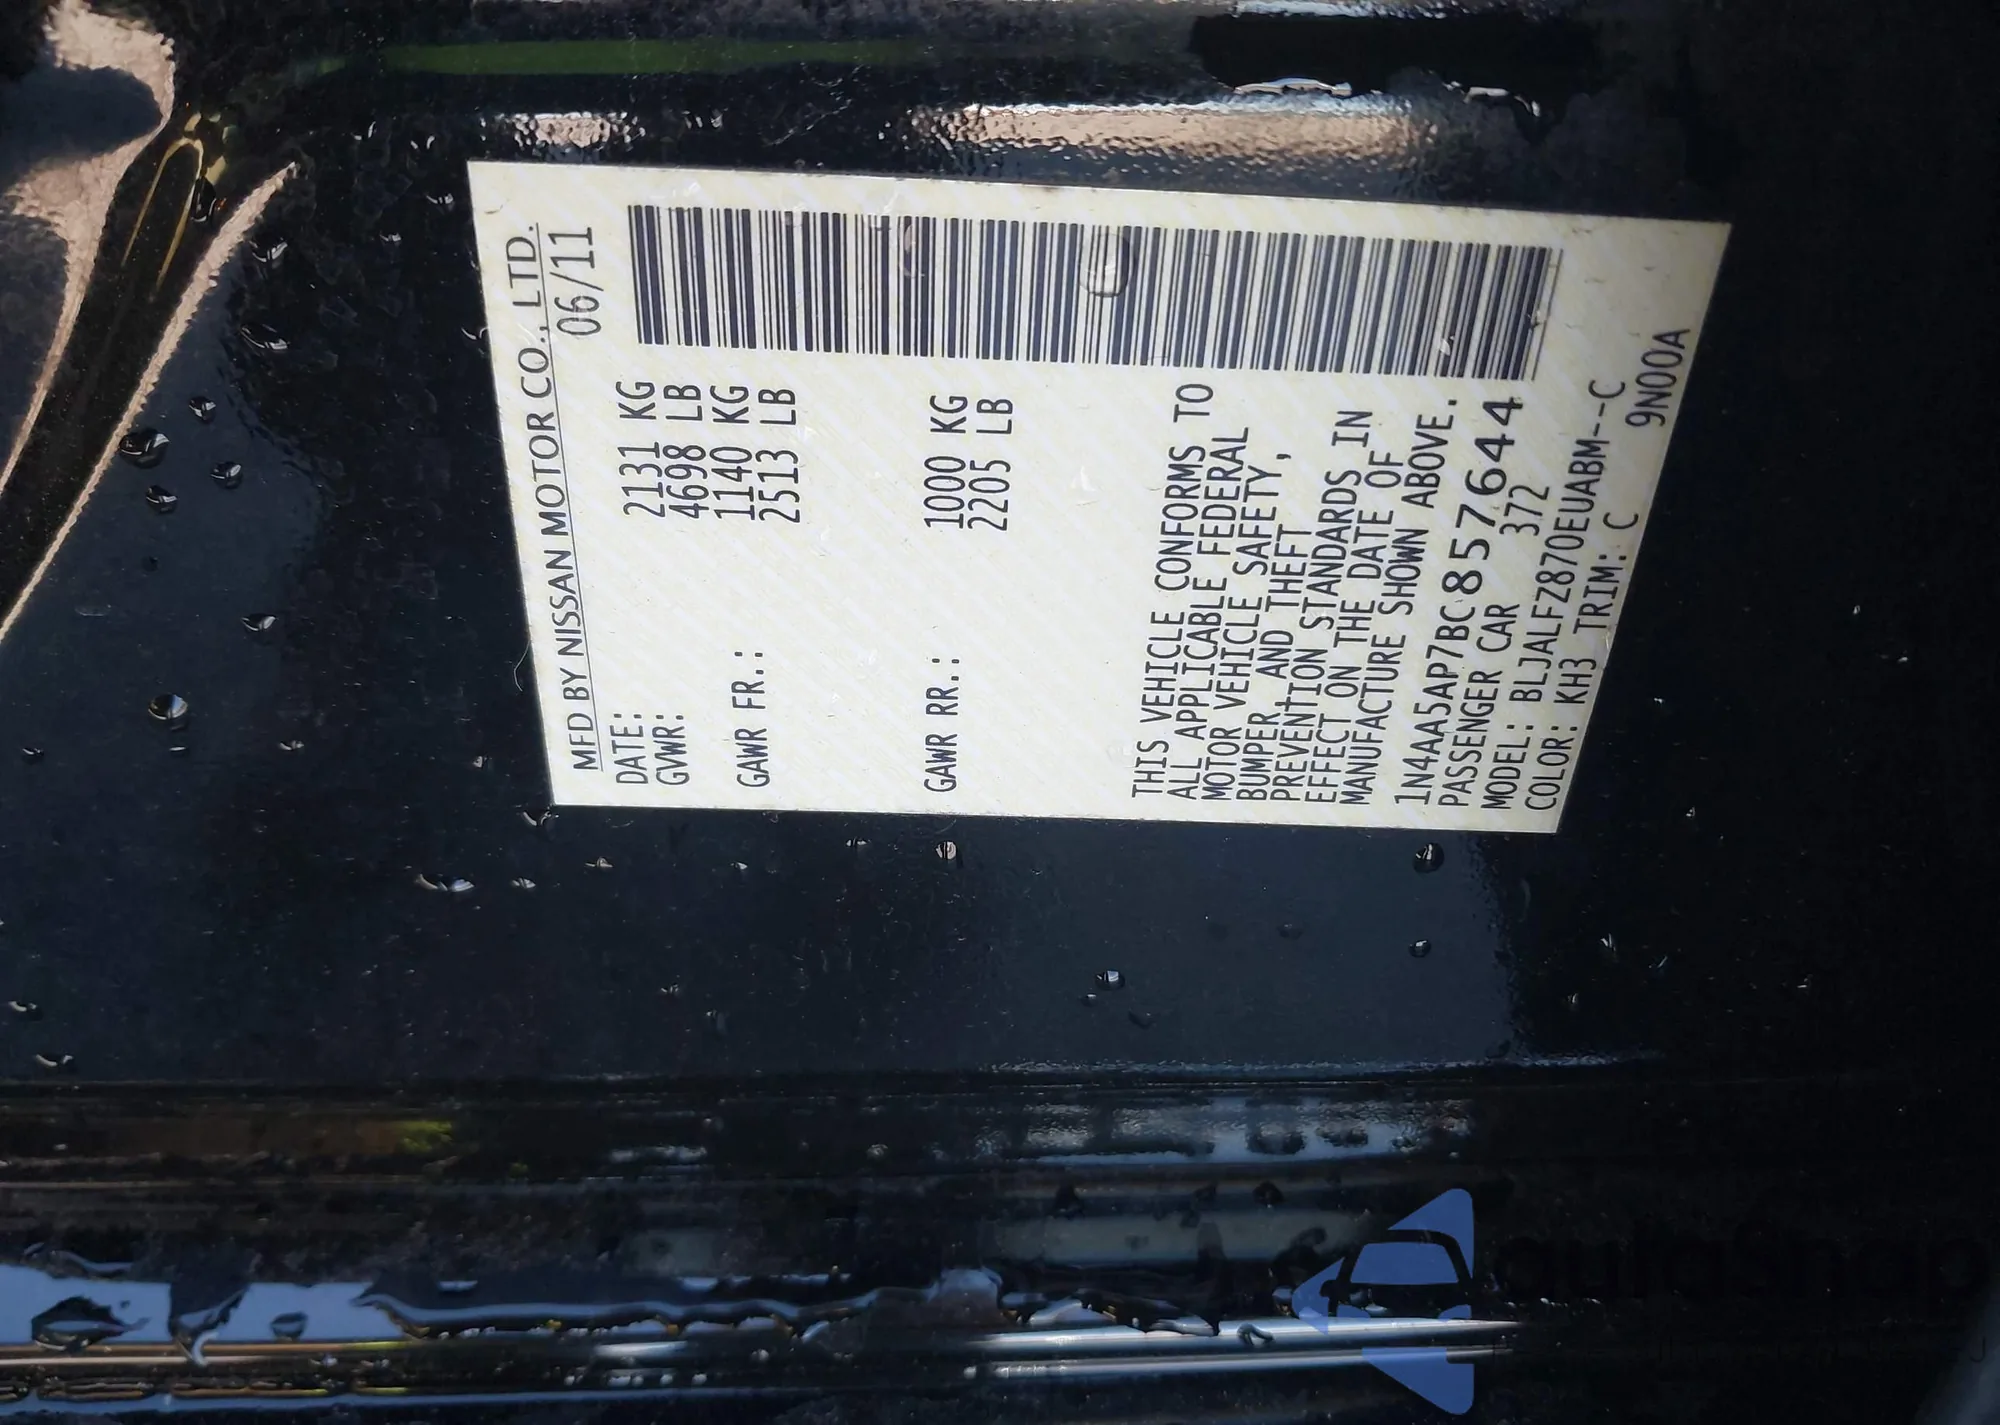 MFD BY NISSAN MOTOR CO., LTD.
DATE: 06/11
GVWR: 2131 KG
4698 LB
GAWR FR.: 1140 KG
2513 LB
GAWR RR.: 1000 KG
2205 LB
THIS VEHICLE CONFORMS TO
ALL APPLICABLE FEDERAL
MOTOR VEHICLE SAFETY,
BUMPER, AND THEFT
PREVENTION STANDARDS IN
EFFECT ON THE DATE OF
MANUFACTURE SHOWN ABOVE.
1N4AA5AP7BC857644
PASSENGER CAR 372
MODEL: BLJALFZ870EUABM--C
COLOR: KH3 TRIM: C 9N00A